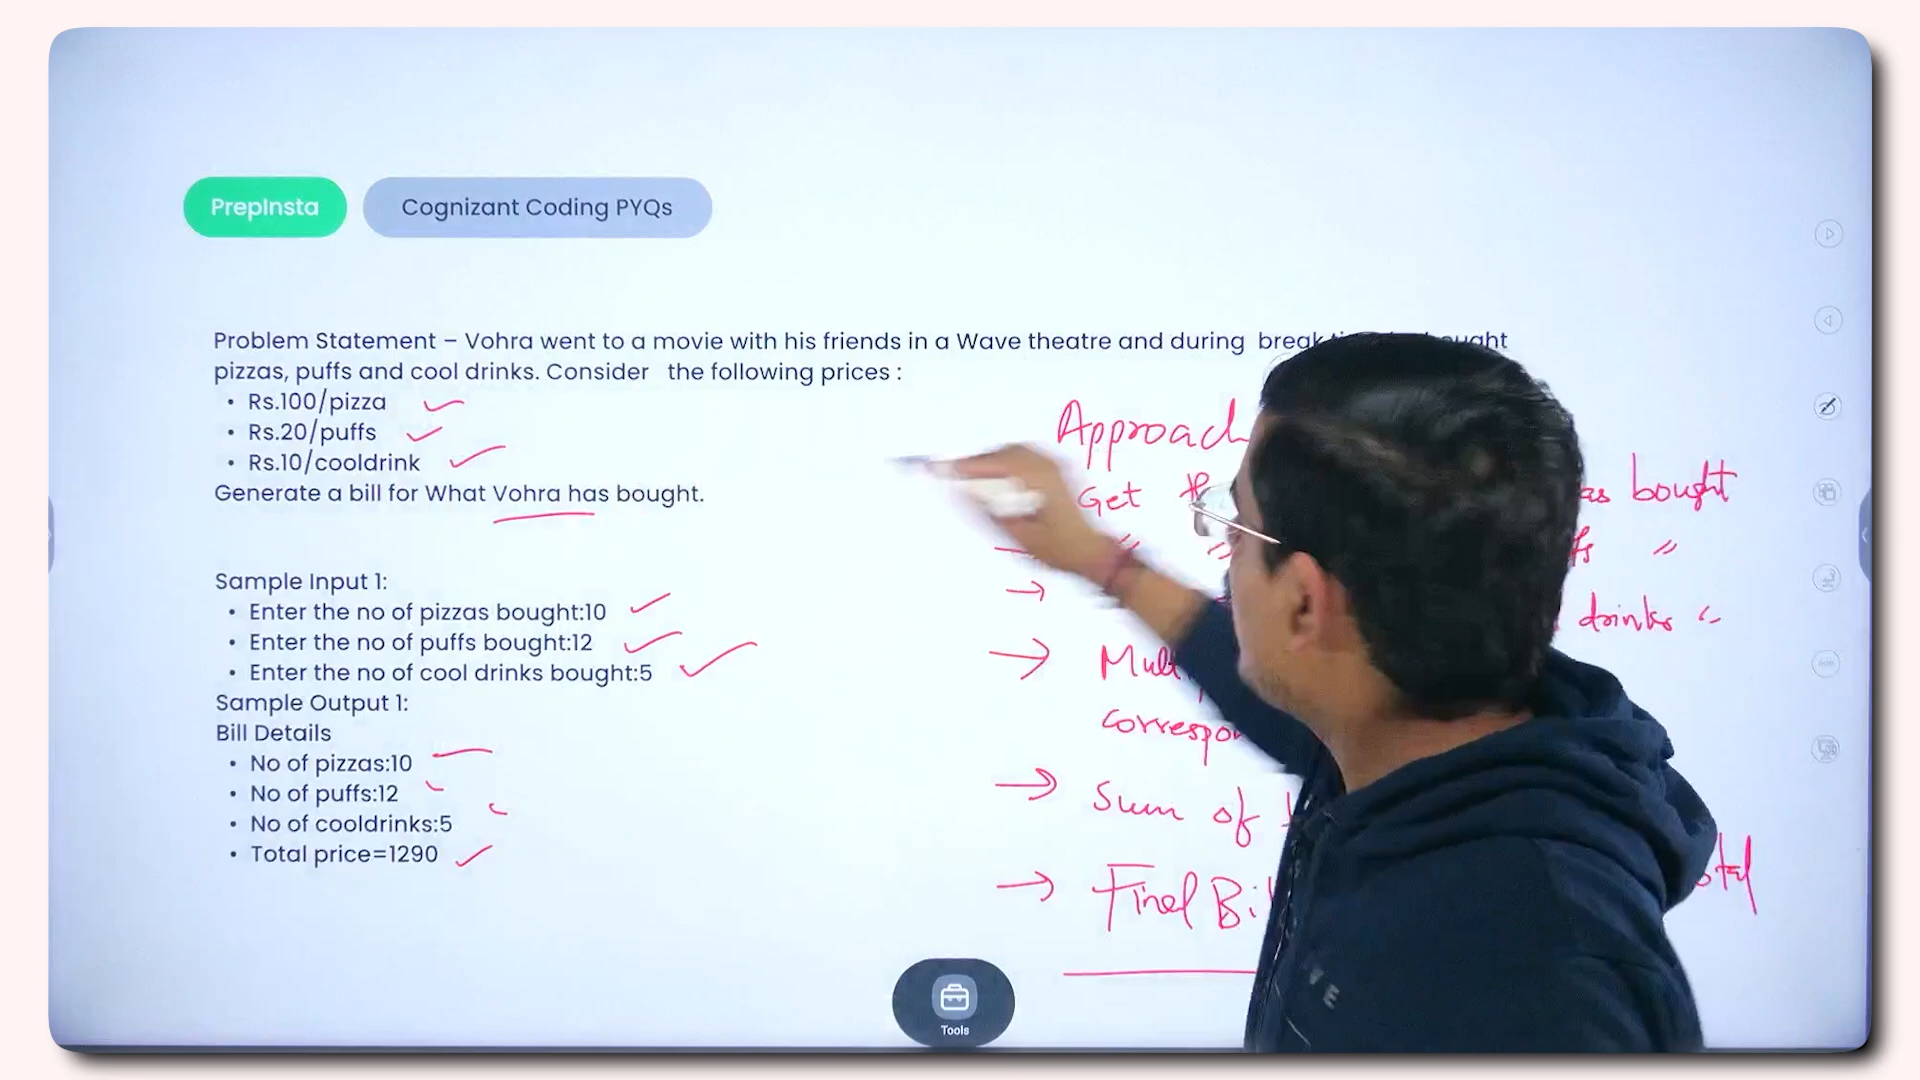 PrepInsta
Cognizant Coding PYQs
Problem Statement – Vohra went to a movie with his friends in a Wave theatre and during break
pizzas, puffs and cool drinks. Consider the following prices :
• Rs.100/pizza
• Rs.20/puffs
• Rs.10/cooldrink
Generate a bill for What Vohra has bought.
Sample Input 1:
• Enter the no of pizzas bought:10
• Enter the no of puffs bought:12
• Enter the no of cool drinks bought:5
Sample Output 1:
Bill Details
• No of pizzas:10
• No of puffs:12
• No of cooldrinks:5
• Total price=1290
Approach
Get bought
drinks
Sum of
Final
Tools